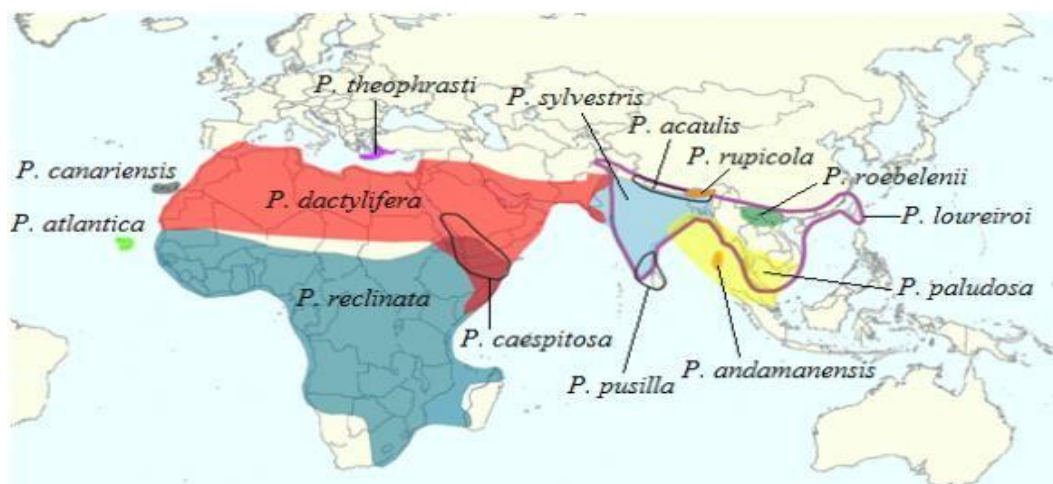 P. theophrasti
P. sylvestris
P. acaulis
P. rupicola
P. canariensis
P. roebelenii
P. dactylifera
P. atlantica
P. loureiroi
P. reclinata
P. paludosa
P. caespitosa
P. andamanensis
P. pusilla